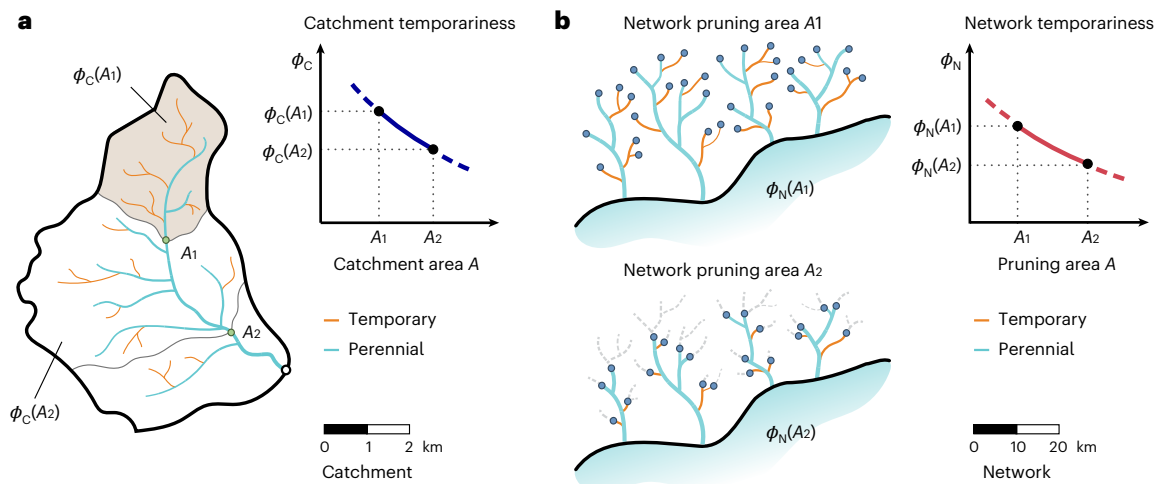 a
Catchment temporariness
ϕC(A1)
ϕC
ϕC(A1)
ϕC(A2)
A1
A2
Catchment area A
A1
A2
ϕC(A2)
Temporary
Perennial
0 1 2 km
Catchment
b
Network pruning area A1
ϕN(A1)
Network pruning area A2
ϕN(A2)
Network temporariness
ϕN
ϕN(A1)
ϕN(A2)
A1
A2
Pruning area A
Temporary
Perennial
0 10 20 km
Network